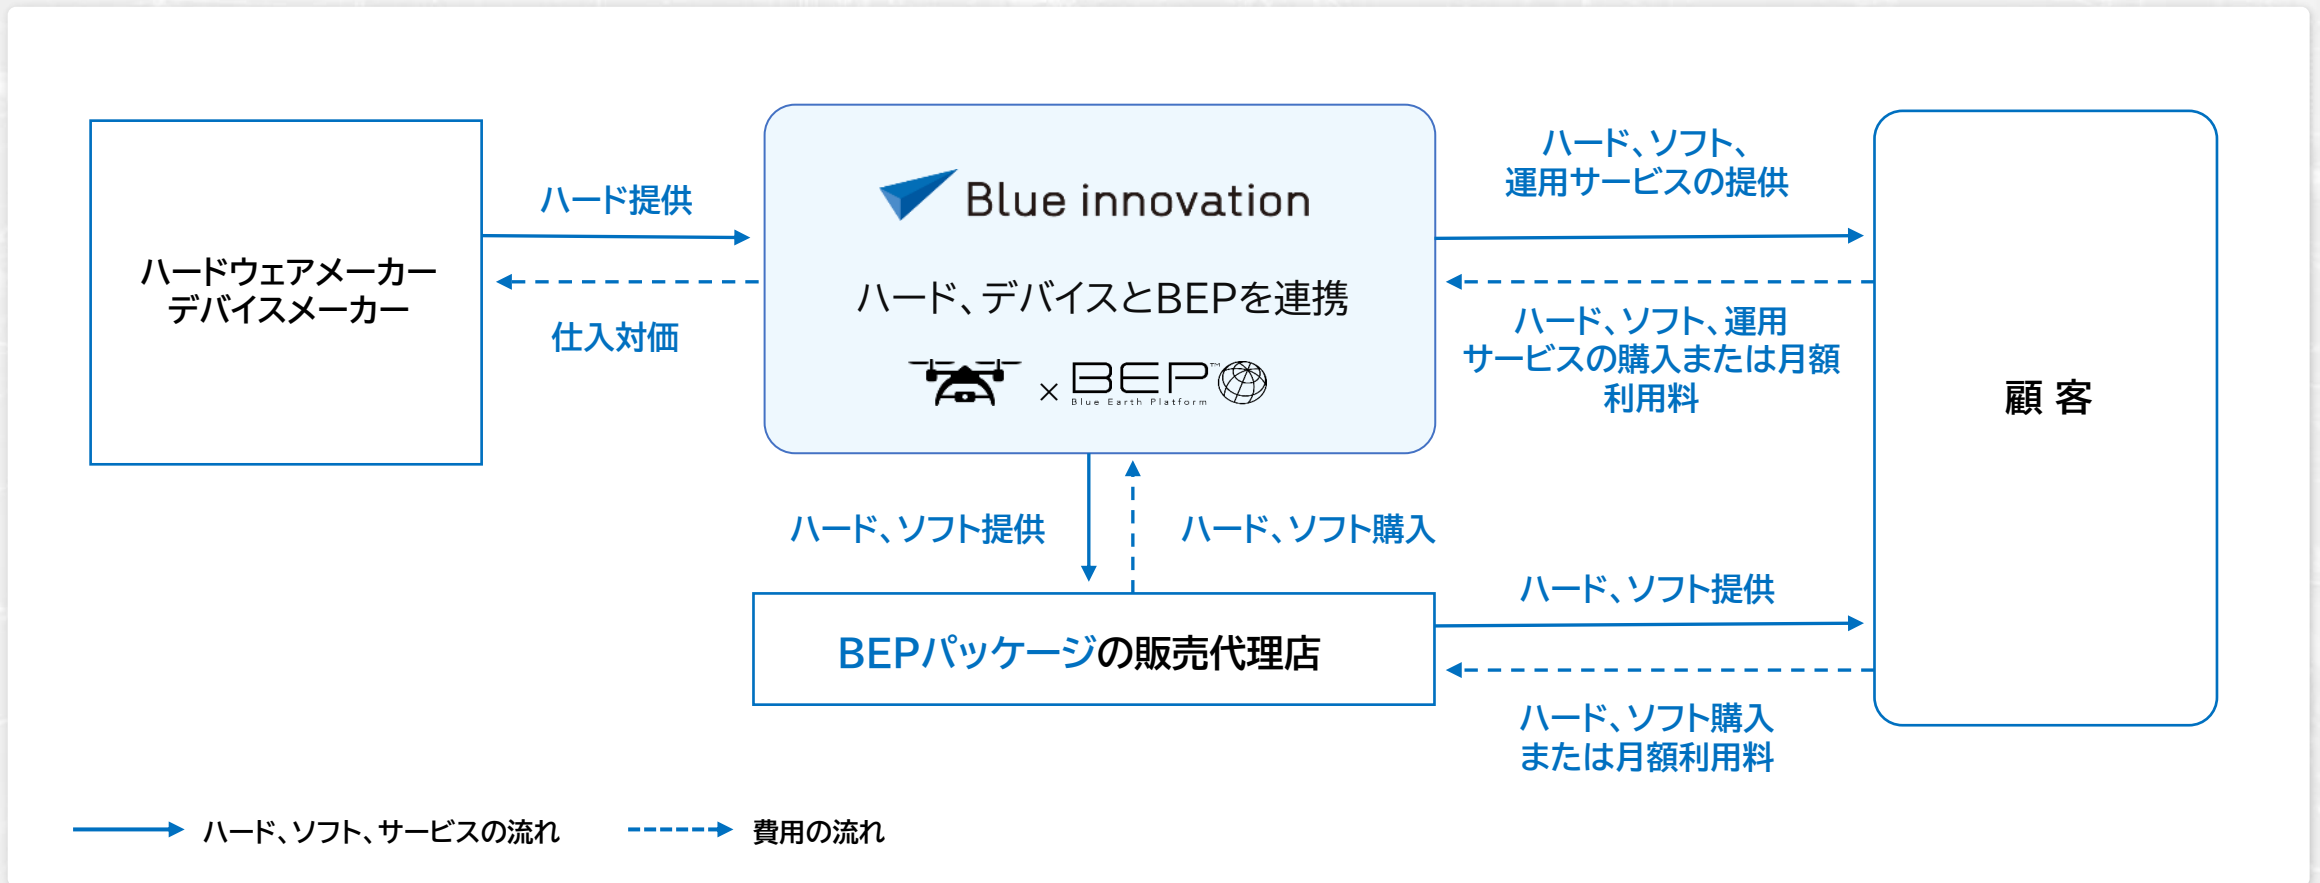 ハードウェアメーカー
デバイスメーカー
ハード提供
仕入対価
Blue innovation
ハード、デバイスとBEPを連携
× BEP™
Blue Earth Platform
ハード、ソフト、
運用サービスの提供
ハード、ソフト、運用
サービスの購入または月額
利用料
顧 客
ハード、ソフト提供
ハード、ソフト購入
BEPパッケージの販売代理店
ハード、ソフト提供
ハード、ソフト購入
または月額利用料
ハード、ソフト、サービスの流れ
費用の流れ